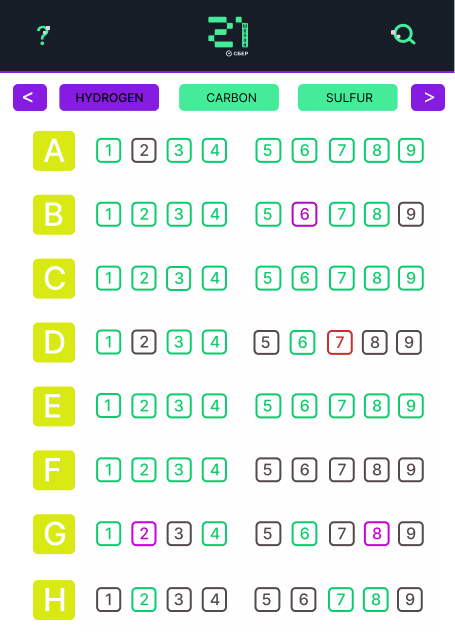 ?
21
CEEP
< HYDROGEN CARBON SULFUR >
A 1 2 3 4 5 6 7 8 9
B 1 2 3 4 5 6 7 8 9
C 1 2 3 4 5 6 7 8 9
D 1 2 3 4 5 6 7 8 9
E 1 2 3 4 5 6 7 8 9
F 1 2 3 4 5 6 7 8 9
G 1 2 3 4 5 6 7 8 9
H 1 2 3 4 5 6 7 8 9